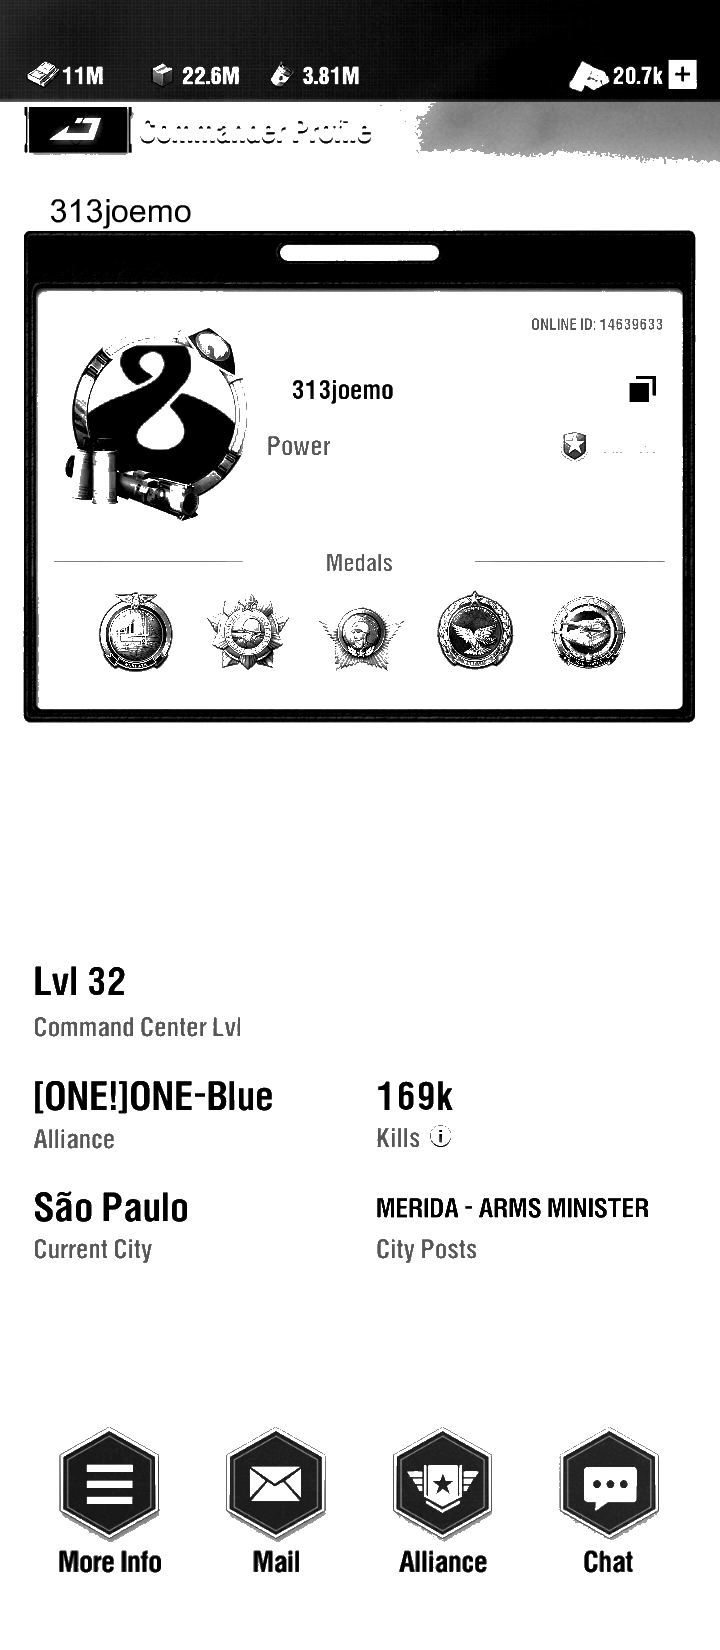 11M 22.6M 3.81M 20.7k
Commander Profile
313joemo
ONLINE ID: 14639633
313joemo
Power
Medals
Lvl 32
Command Center Lvl
[ONE!]ONE-Blue 169k
Alliance Kills
São Paulo MERIDA - ARMS MINISTER
Current City City Posts
More Info Mail Alliance Chat